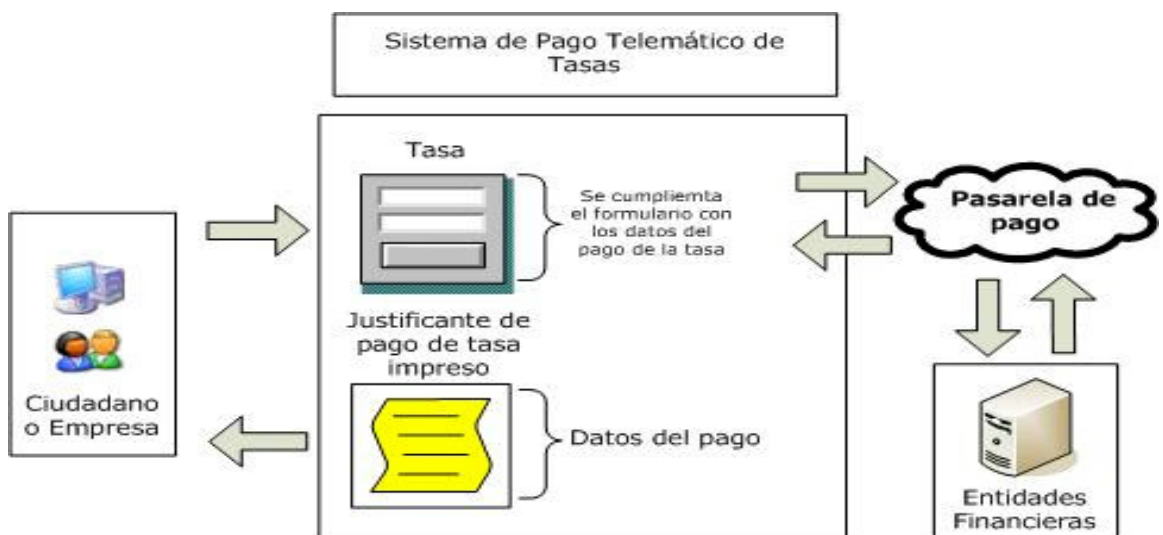 Sistema de Pago Telemático de
Tasas
Tasa
Se cumpliemta
el formulario con
los datos del
pago de la tasa
Pasarela de
pago
Justificante de
pago de tasa
impreso
Ciudadano
o Empresa
Datos del pago
Entidades
Financieras